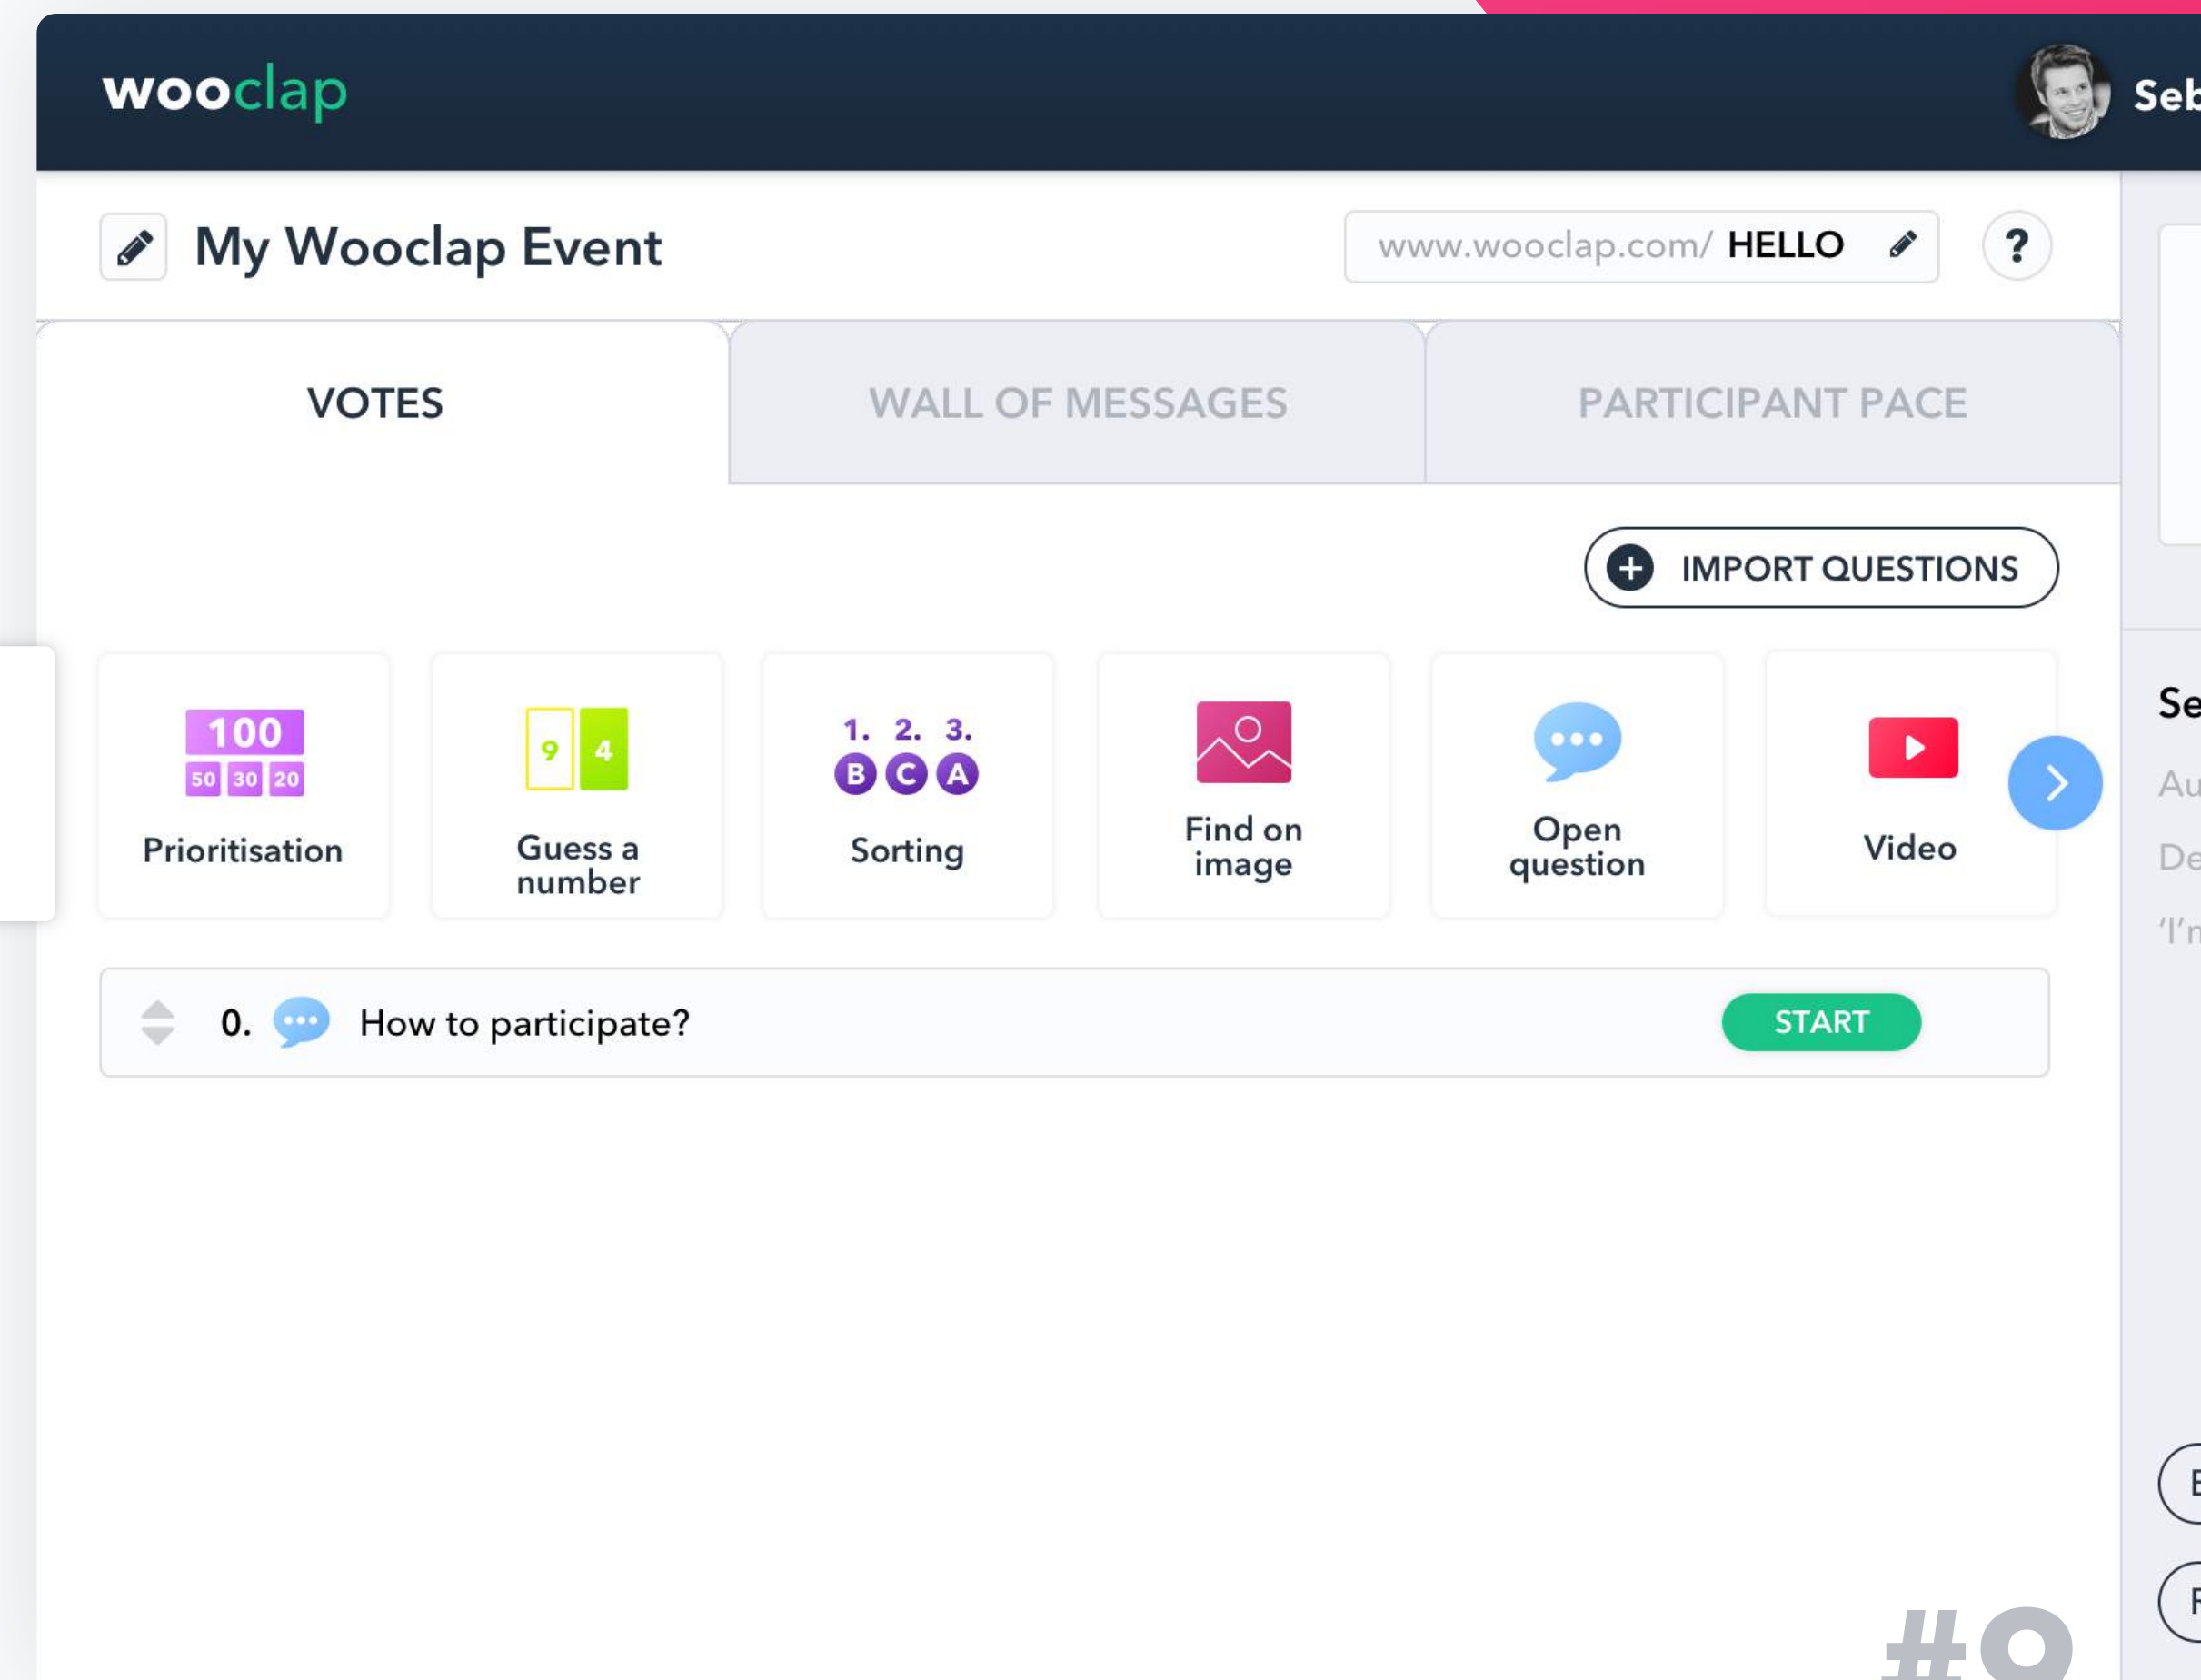 wooclap
My Wooclap Event
www.wooclap.com/ HELLO
?
VOTES
WALL OF MESSAGES
PARTICIPANT PACE
IMPORT QUESTIONS
100
50 30 20
Prioritisation
9 4
Guess a
number
1. 2. 3.
B C A
Sorting
Find on
image
Open
question
Video
0. How to participate?
START